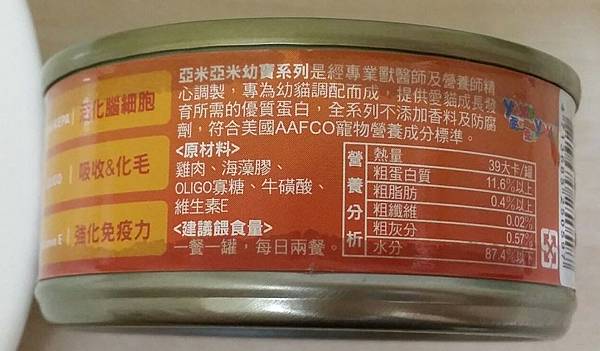 亞米亞米幼寶系列是經專業獸醫師及營養師精
心調製，專為幼貓調配而成，提供愛貓成長發
育所需的優質蛋白，全系列不添加香料及防腐
劑，符合美國AAFCO寵物營養成分標準。
EPA 活化腦細胞
吸收&化毛
E 強化免疫力
<原材料>
雞肉、海藻膠、
OLIGO寡糖、牛磺酸、
維生素E
<建議餵食量>
一餐一罐，每日兩餐。
營養分析
熱量 39大卡/罐
粗蛋白質 11.6%以上
粗脂肪 0.4%以上
粗纖維 0.02%
粗灰分 0.57%
水分 87.4%以下